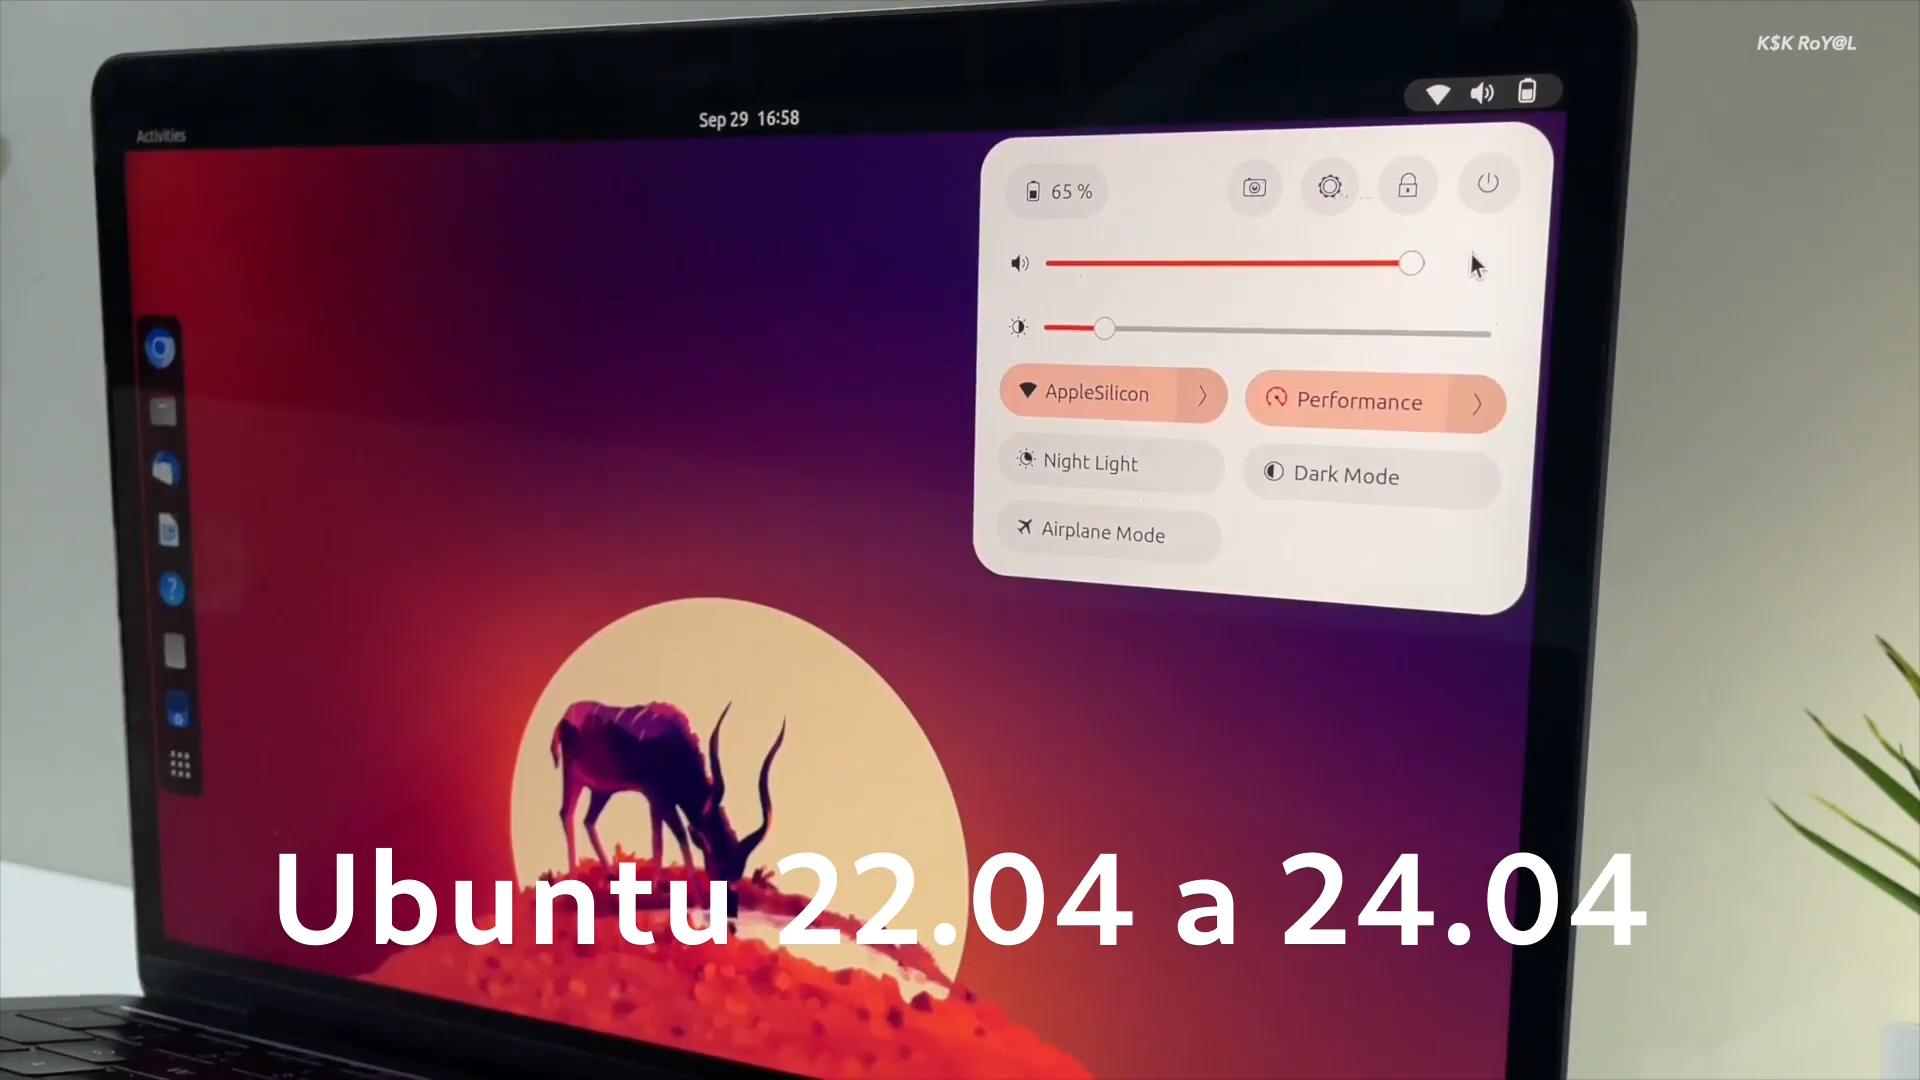 K$K RoY@L
Activities
Sep 29 16:58
65 %
AppleSilicon
Performance
Night Light
Dark Mode
Airplane Mode
Ubuntu 22.04 a 24.04